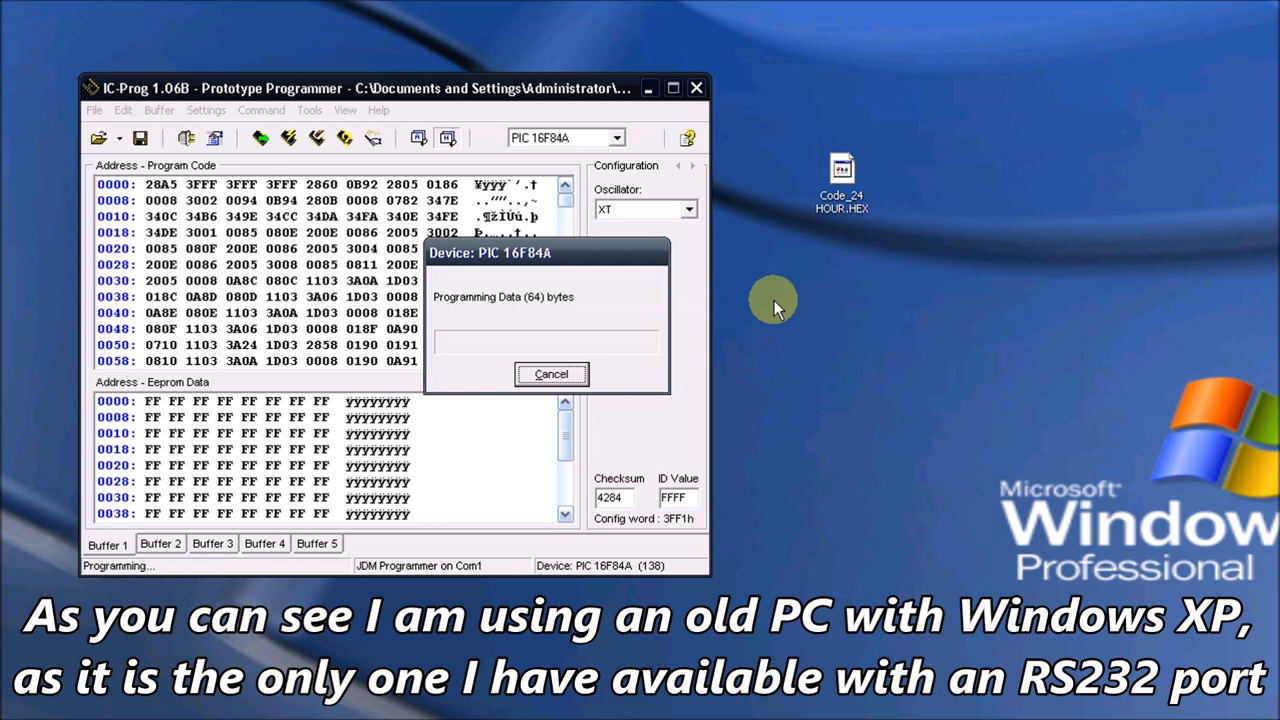 IC-Prog 1.06B - Prototype Programmer - C:\Documents and Settings\Administrator\...
File Edit Buffer Settings Command Tools View Help
PIC 16F84A
Address - Program Code
0000: 28A5 3FFF 3FFF 3FFF 2860 0B92 2805 0186 ¥ÿÿÿ`'.†
0008: 0008 3002 0094 0B94 280B 0008 0782 347E
0010: 340C 34B6 349E 34CC 34DA 34FA 340E 34FE .¶žÌÚú.þ
0018: 34DE 3001 0085 080E 200E 0086 2005 3002
0020: 0085 080F 200E 0086 2005 3004 0085
0028: 200E 0086 2005 3008 0085 0811 200E
0030: 2005 0008 0A8C 080C 1103 3A0A 1D03
0038: 018C 0A8D 080D 1103 3A06 1D03 0008
0040: 0A8E 080E 1103 3A0A 1D03 0008 018E
0048: 080F 1103 3A06 1D03 0008 018F 0A90
0050: 0710 1103 3A24 1D03 2858 0190 0191
0058: 0810 1103 3A0A 1D03 0008 0190 0A91
Configuration
Oscillator:
XT
Device: PIC 16F84A
Programming Data (64) bytes
Cancel
Address - Eeprom Data
0000: FF FF FF FF FF FF FF FF ÿÿÿÿÿÿÿÿ
0008: FF FF FF FF FF FF FF FF ÿÿÿÿÿÿÿÿ
0010: FF FF FF FF FF FF FF FF ÿÿÿÿÿÿÿÿ
0018: FF FF FF FF FF FF FF FF ÿÿÿÿÿÿÿÿ
0020: FF FF FF FF FF FF FF FF ÿÿÿÿÿÿÿÿ
0028: FF FF FF FF FF FF FF FF ÿÿÿÿÿÿÿÿ
0030: FF FF FF FF FF FF FF FF ÿÿÿÿÿÿÿÿ
0038: FF FF FF FF FF FF FF FF ÿÿÿÿÿÿÿÿ
Checksum ID Value
4284 FFFF
Config word : 3FF1h
Buffer 1 Buffer 2 Buffer 3 Buffer 4 Buffer 5
Programming... JDM Programmer on Com1 Device: PIC 16F84A (138)
Code_24
HOUR.HEX
Microsoft
Window
Professional
As you can see I am using an old PC with Windows XP,
as it is the only one I have available with an RS232 port